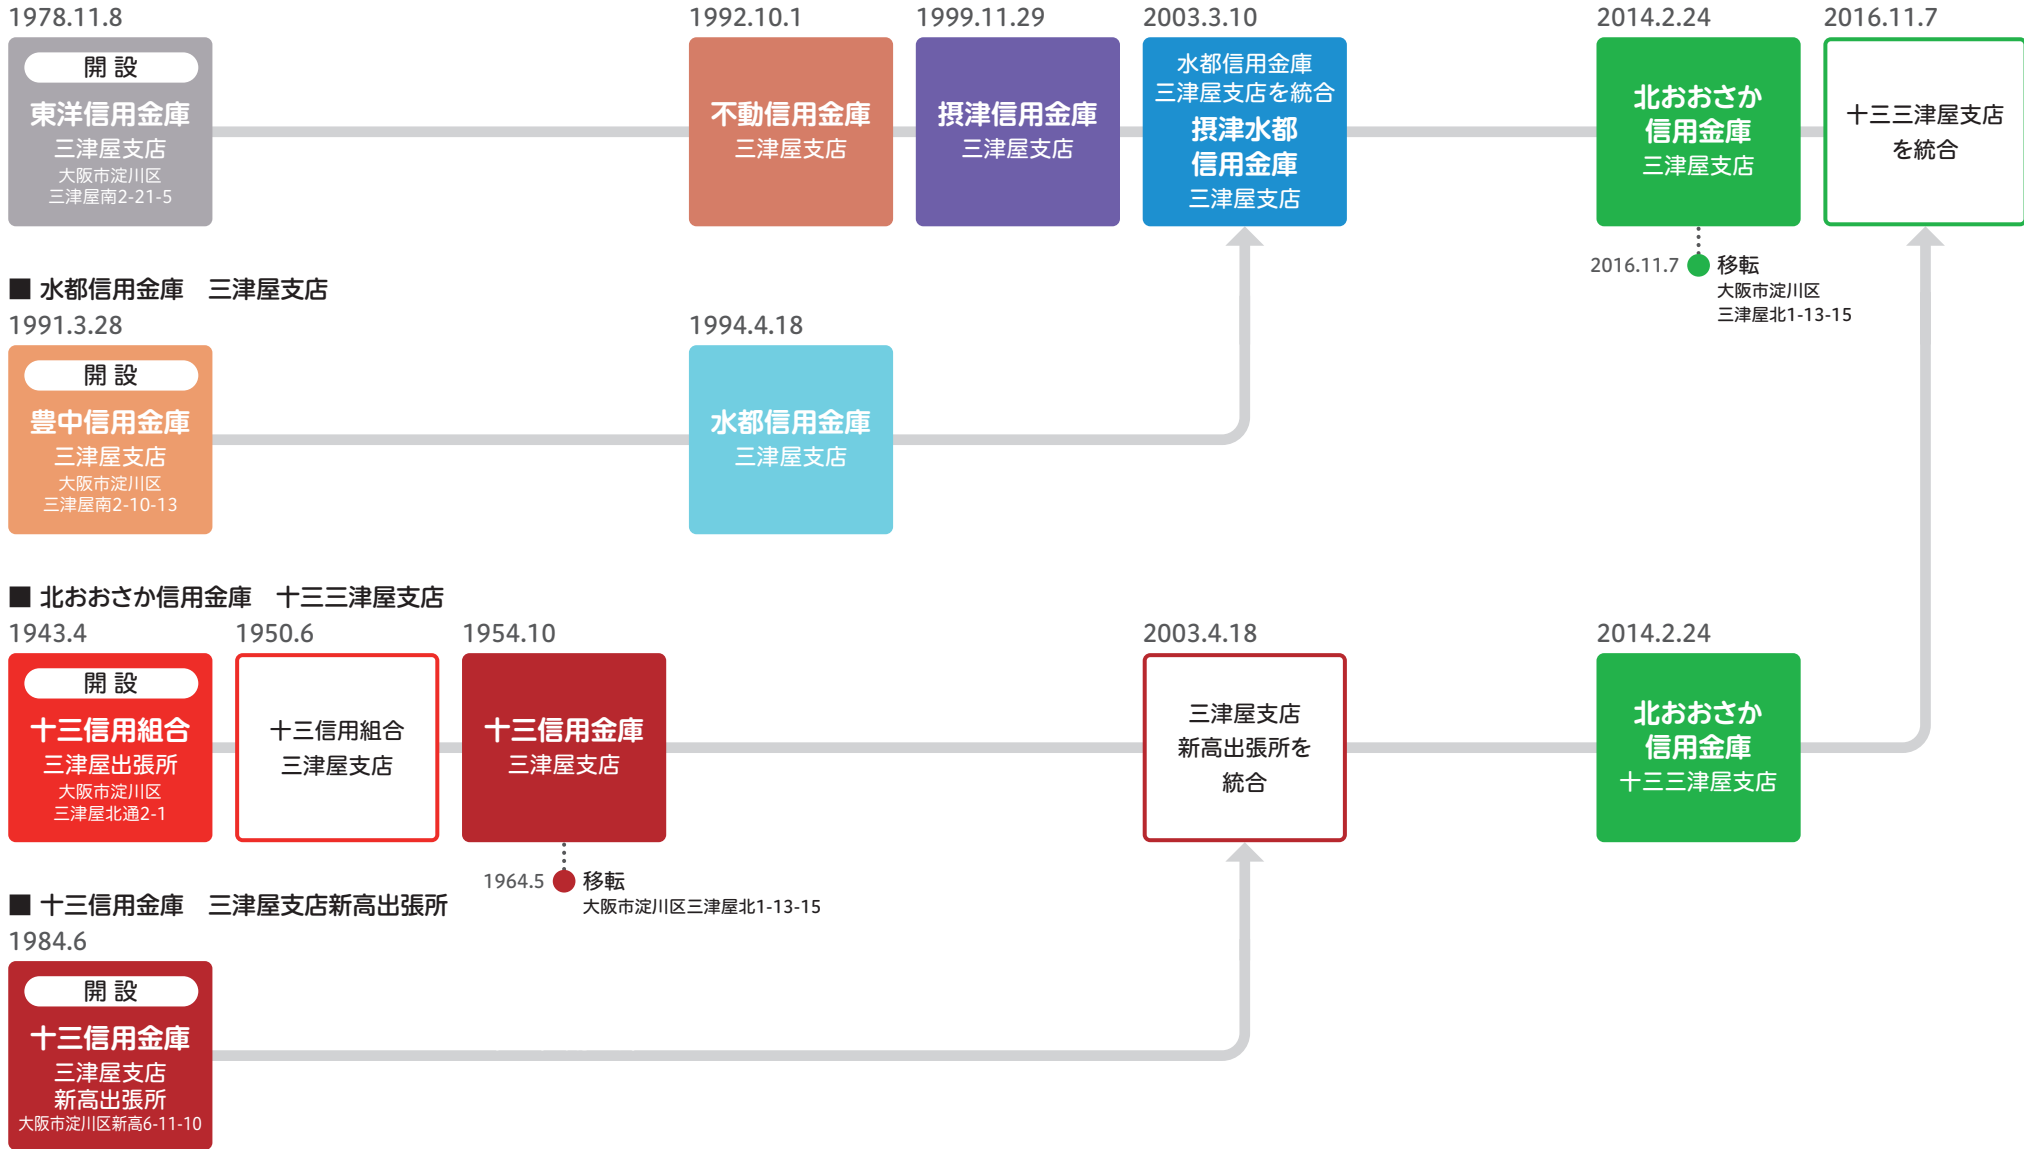 1978.11.8
開 設
東洋信用金庫
三津屋支店
大阪市淀川区
三津屋南2-21-5
1992.10.1
不動信用金庫
三津屋支店
1999.11.29
摂津信用金庫
三津屋支店
2003.3.10
水都信用金庫
三津屋支店を統合
摂津水都
信用金庫
三津屋支店
2014.2.24
北おおさか
信用金庫
三津屋支店
2016.11.7 移転
大阪市淀川区
三津屋北1-13-15
2016.11.7
十三三津屋支店
を統合
■ 水都信用金庫　三津屋支店
1991.3.28
開 設
豊中信用金庫
三津屋支店
大阪市淀川区
三津屋南2-10-13
1994.4.18
水都信用金庫
三津屋支店
■ 北おおさか信用金庫　十三三津屋支店
1943.4
開 設
十三信用組合
三津屋出張所
大阪市淀川区
三津屋北通2-1
1950.6
十三信用組合
三津屋支店
1954.10
十三信用金庫
三津屋支店
1964.5 移転
大阪市淀川区三津屋北1-13-15
2003.4.18
三津屋支店
新高出張所を
統合
2014.2.24
北おおさか
信用金庫
十三三津屋支店
■ 十三信用金庫　三津屋支店新高出張所
1984.6
開 設
十三信用金庫
三津屋支店
新高出張所
大阪市淀川区新高6-11-10